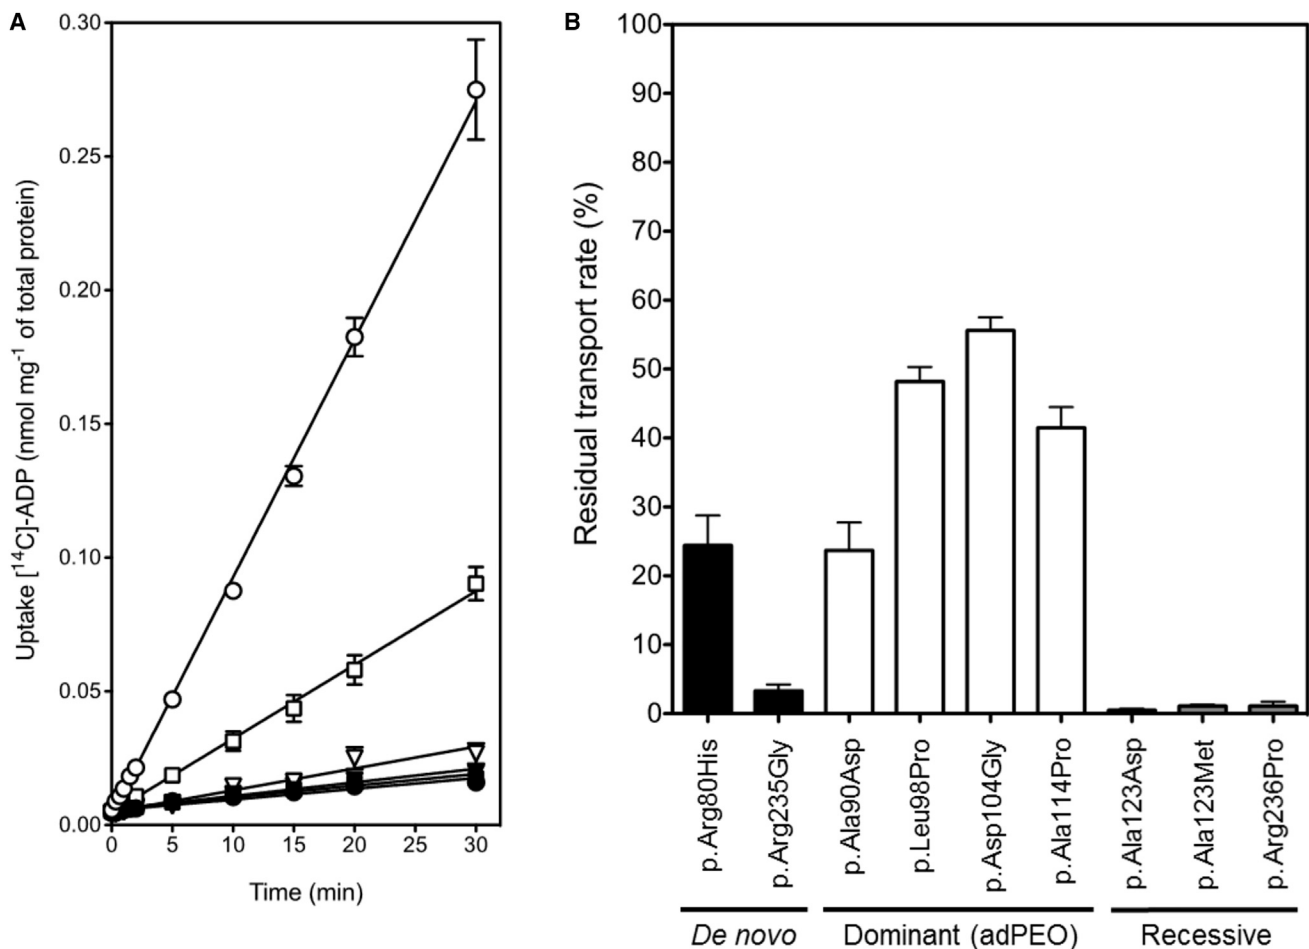 A
Uptake [¹⁴C]-ADP (nmol mg⁻¹ of total protein)
0.30
0.25
0.20
0.15
0.10
0.05
0.00
0 5 10 15 20 25 30
Time (min)
B
Residual transport rate (%)
100
90
80
70
60
50
40
30
20
10
0
p.Arg80His
p.Arg235Gly
p.Ala90Asp
p.Leu98Pro
p.Asp104Gly
p.Ala114Pro
p.Ala123Asp
p.Ala123Met
p.Arg236Pro
De novo Dominant (adPEO) Recessive